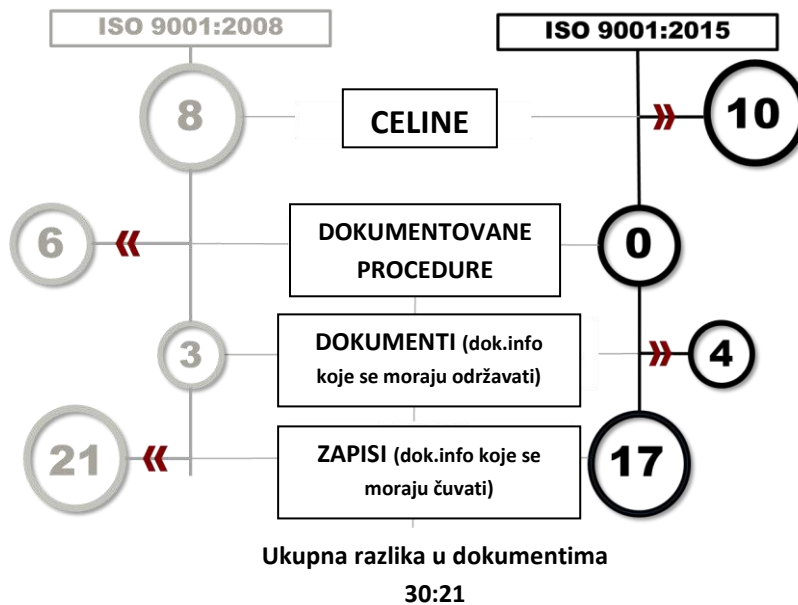 ISO 9001:2008
ISO 9001:2015
8
CELINE
10
6
DOKUMENTOVANE
PROCEDURE
0
3
DOKUMENTI (dok.info
koje se moraju održavati)
4
21
ZAPISI (dok.info koje se
moraju čuvati)
17
Ukupna razlika u dokumentima
30:21